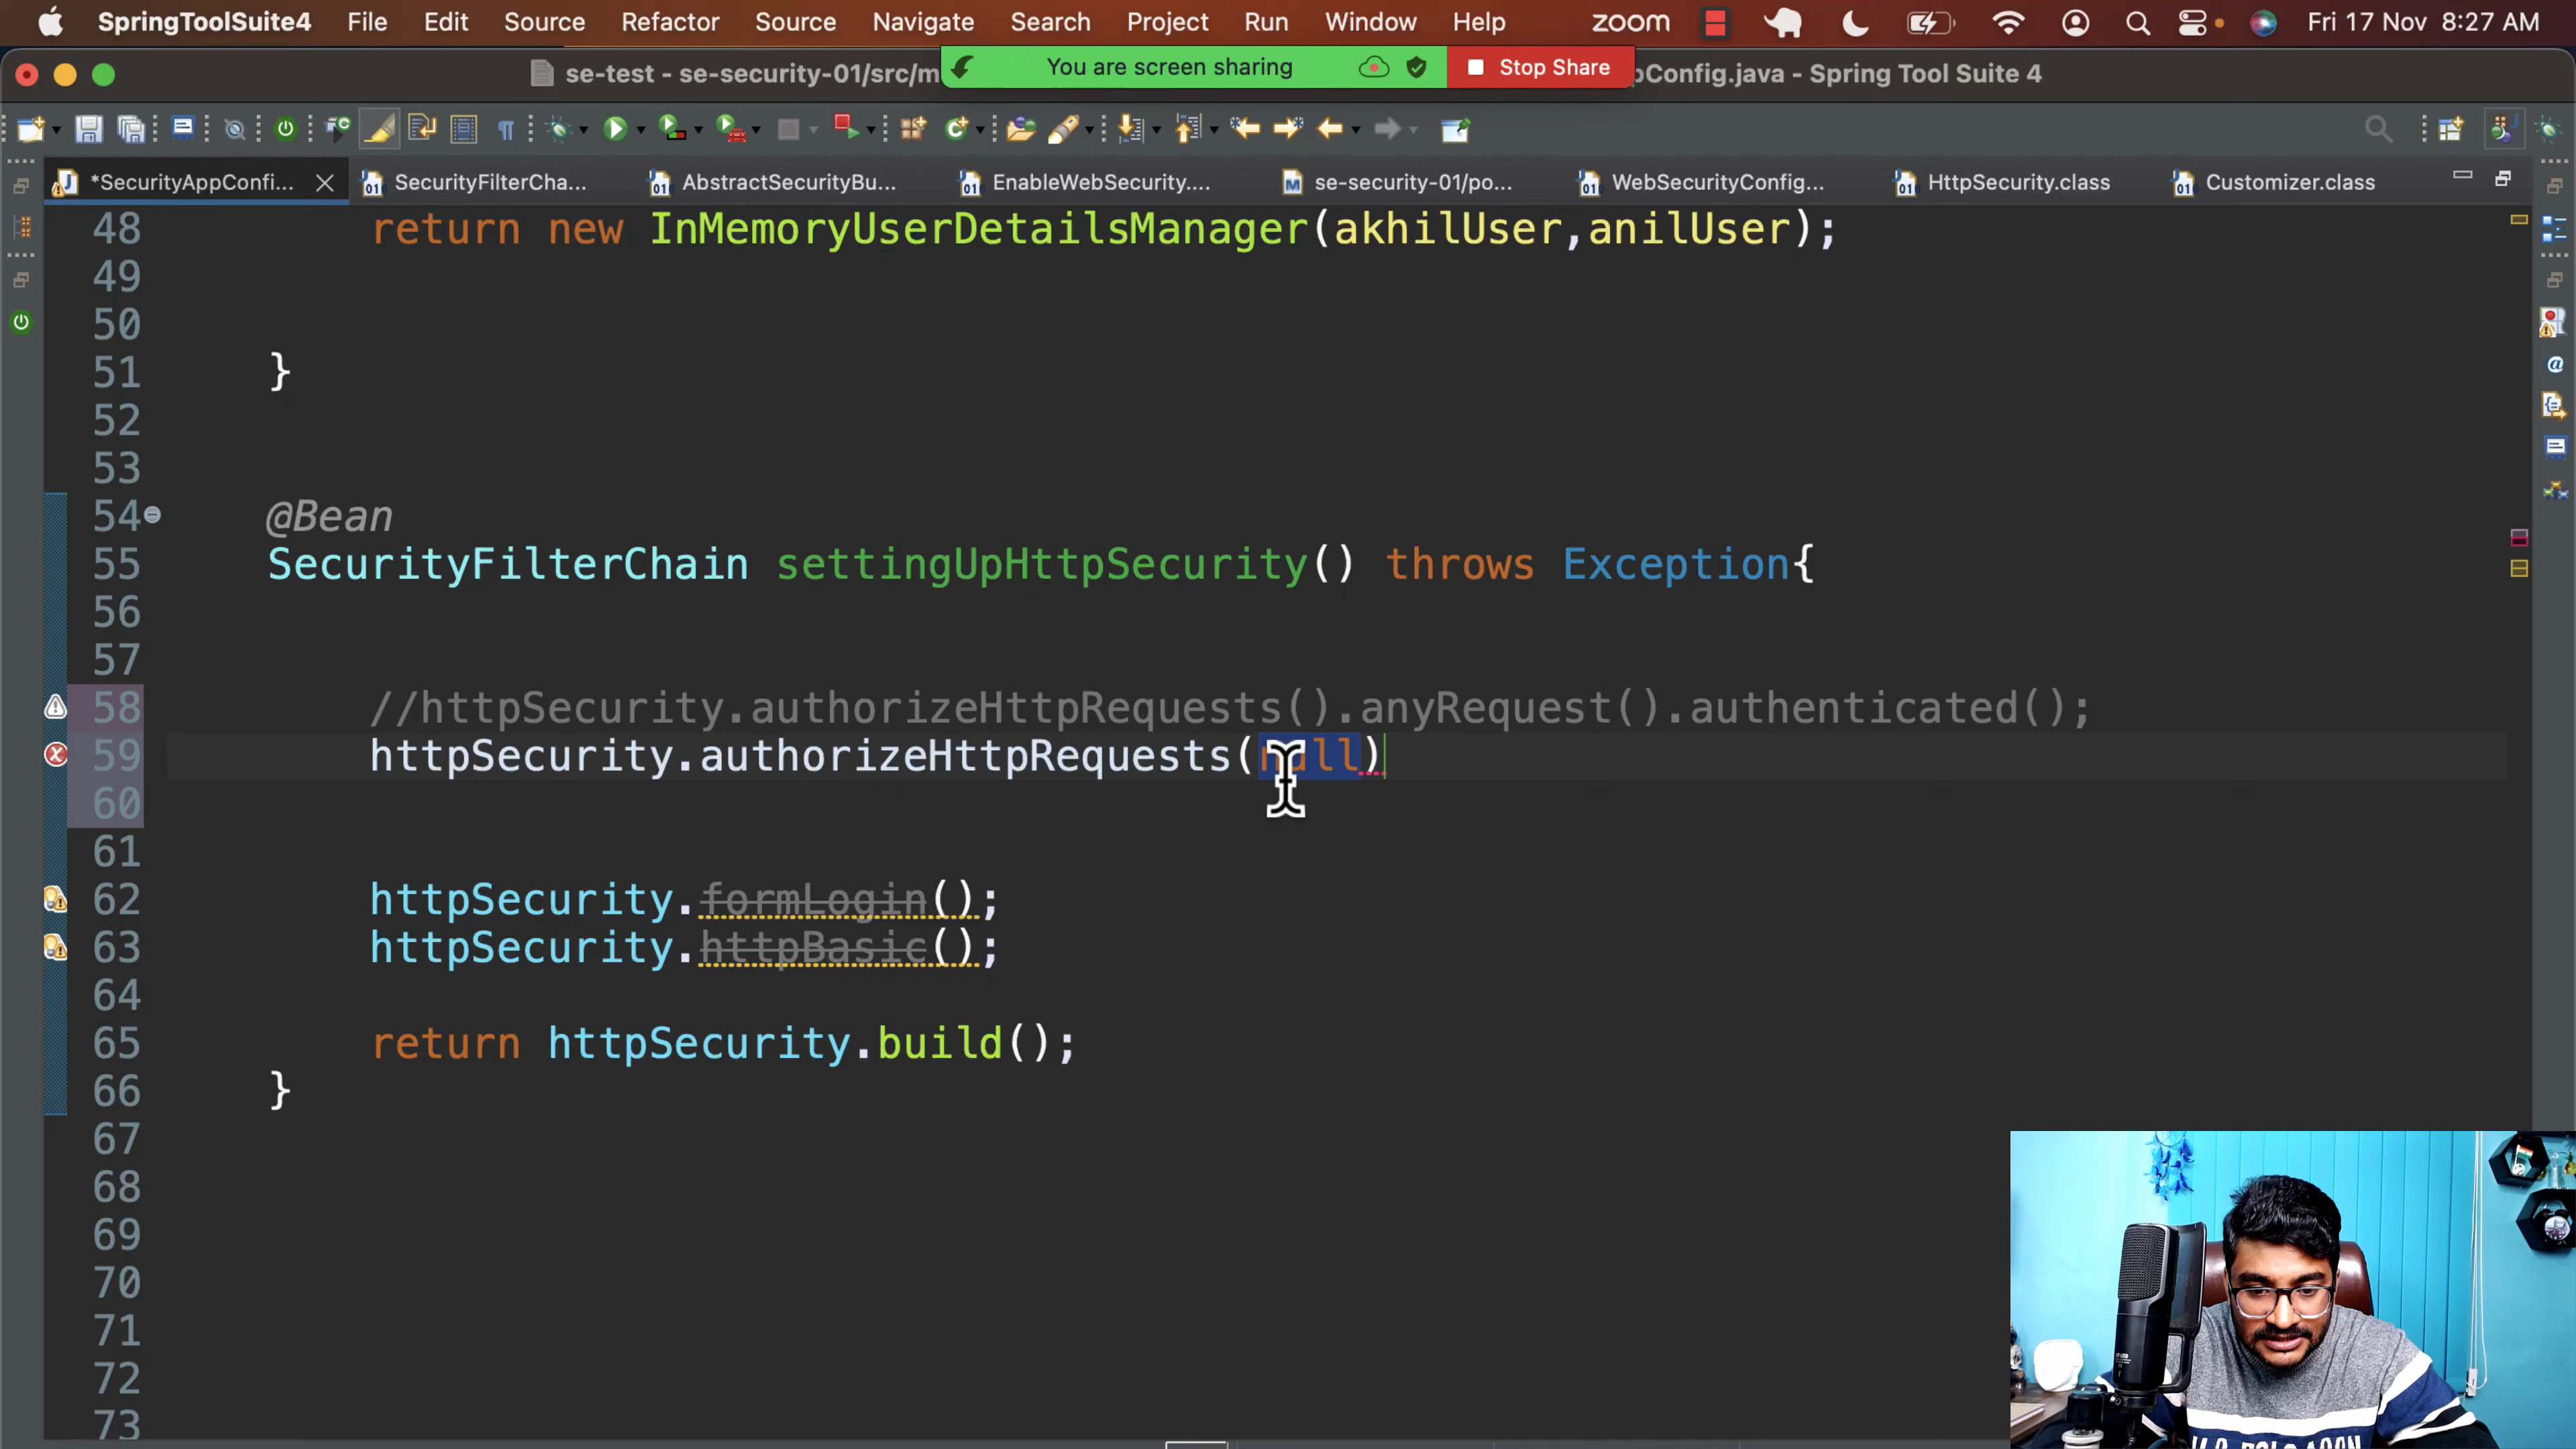 SpringToolSuite4 File Edit Source Refactor Source Navigate Search Project Run Window Help zoom Fri 17 Nov 8:27 AM
se-test - se-security-01/src/m You are screen sharing Stop Share pConfig.java - Spring Tool Suite 4
*SecurityAppConfi... SecurityFilterCha... AbstractSecurityBu... EnableWebSecurity.... se-security-01/po... WebSecurityConfig... HttpSecurity.class Customizer.class
48 return new InMemoryUserDetailsManager(akhilUser,anilUser);
49
50
51 }
52
53
54 @Bean
55 SecurityFilterChain settingUpHttpSecurity() throws Exception{
56
57
58 //httpSecurity.authorizeHttpRequests().anyRequest().authenticated();
59 httpSecurity.authorizeHttpRequests(null)
60
61
62 httpSecurity.formLogin();
63 httpSecurity.httpBasic();
64
65 return httpSecurity.build();
66 }
67
68
69
70
71
72
73